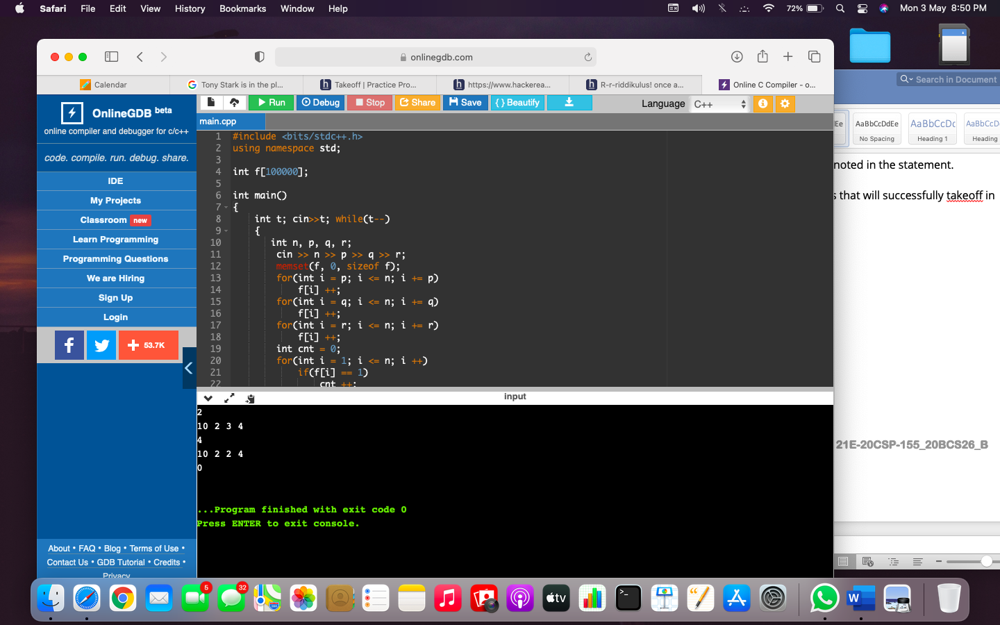 Safari File Edit View History Bookmarks Window Help
72% Mon 3 May 8:50 PM
onlinegdb.com
Search in Document
Calendar
Tony Stark is in the pl...
Takeoff | Practice Pro...
https://www.hackerea...
R-r-riddikulus! once a...
Online C Compiler - o...
OnlineGDB beta
online compiler and debugger for c/c++
code. compile. run. debug. share.
IDE
My Projects
Classroom new
Learn Programming
Programming Questions
We are Hiring
Sign Up
Login
53.7K
About • FAQ • Blog • Terms of Use •
Contact Us • GDB Tutorial • Credits •
Privacy
Run Debug Stop Share Save { } Beautify
Language C++
main.cpp
1 #include <bits/stdc++.h>
2 using namespace std;
3
4 int f[100000];
5
6 int main()
7 {
8 int t; cin>>t; while(t--)
9 {
10 int n, p, q, r;
11 cin >> n >> p >> q >> r;
12 memset(f, 0, sizeof f);
13 for(int i = p; i <= n; i += p)
14 f[i] ++;
15 for(int i = q; i <= n; i += q)
16 f[i] ++;
17 for(int i = r; i <= n; i += r)
18 f[i] ++;
19 int cnt = 0;
20 for(int i = 1; i <= n; i ++)
21 if(f[i] == 1)
22 cnt ++;
input
2
10 2 3 4
4
10 2 2 4
0
...Program finished with exit code 0
Press ENTER to exit console.
Ee AaBbCcDdEe AaBbCcDc AaBbCcD
No Spacing Heading 1 Heading
noted in the statement.
s that will successfully takeoff in
21E-20CSP-155_20BCS26_B
5
32
280
tv
>_
W